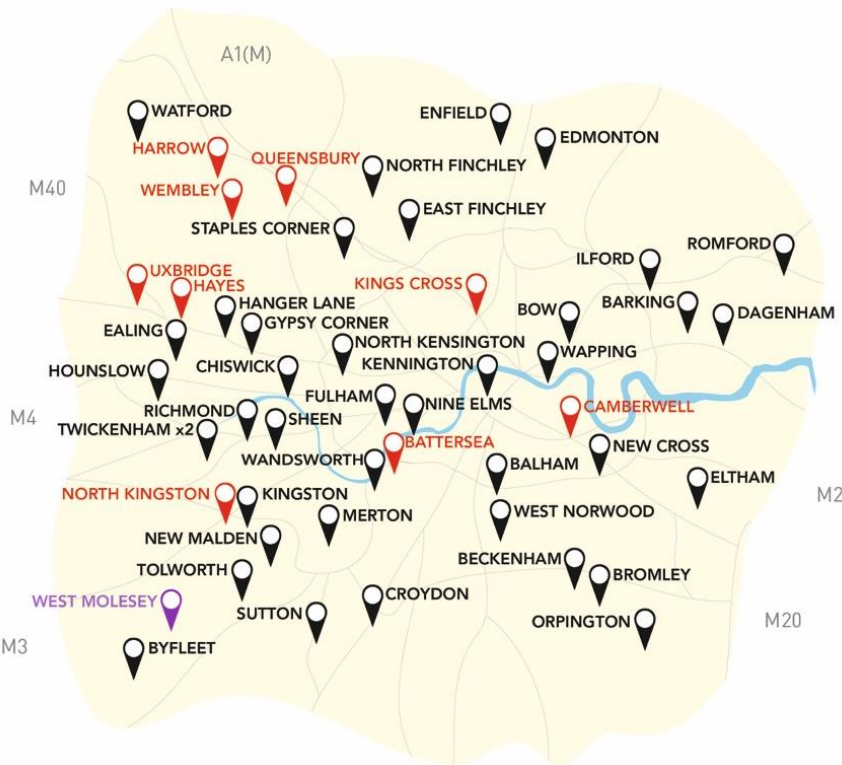 A1(M)
WATFORD
ENFIELD
EDMONTON
HARROW
QUEENSBURY
NORTH FINCHLEY
M40
WEMBLEY
EAST FINCHLEY
STAPLES CORNER
ROMFORD
ILFORD
UXBRIDGE
HAYES
KINGS CROSS
HANGER LANE
BOW
BARKING
DAGENHAM
GYPSY CORNER
EALING
NORTH KENSINGTON
WAPPING
HOUNSLOW
CHISWICK
KENNINGTON
FULHAM
NINE ELMS
CAMBERWELL
M4
RICHMOND
SHEEN
TWICKENHAM x2
BATTERSEA
NEW CROSS
WANDSWORTH
BALHAM
ELTHAM
NORTH KINGSTON
KINGSTON
M2
MERTON
WEST NORWOOD
NEW MALDEN
BECKENHAM
TOLWORTH
BROMLEY
WEST MOLESEY
CROYDON
SUTTON
ORPINGTON
M20
M3
BYFLEET